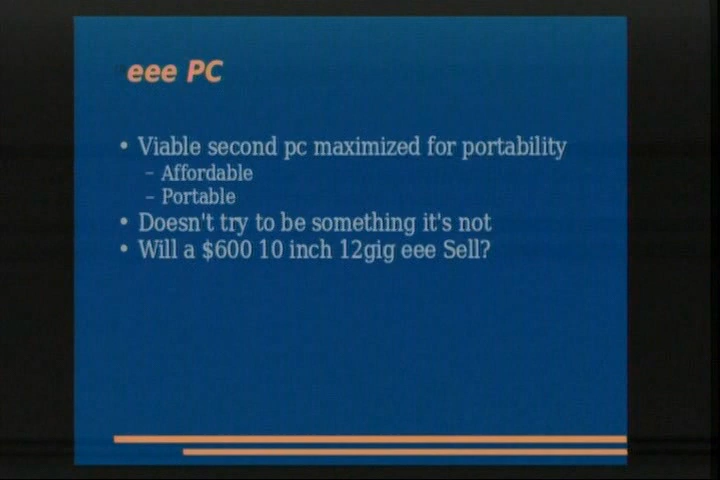 eee PC
• Viable second pc maximized for portability
– Affordable
– Portable
• Doesn't try to be something it's not
• Will a $600 10 inch 12gig eee Sell?